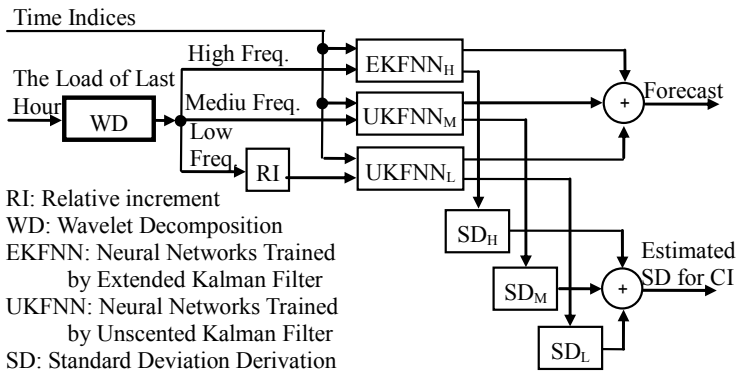 Time Indices
High Freq.
EKFNN_H
The Load of Last
Hour
WD
Mediu Freq.
UKFNN_M
+
Forecast
Low
Freq.
RI
UKFNN_L
RI: Relative increment
WD: Wavelet Decomposition
EKFNN: Neural Networks Trained
by Extended Kalman Filter
UKFNN: Neural Networks Trained
by Unscented Kalman Filter
SD: Standard Deviation Derivation
SD_H
SD_M
SD_L
+
Estimated
SD for CI